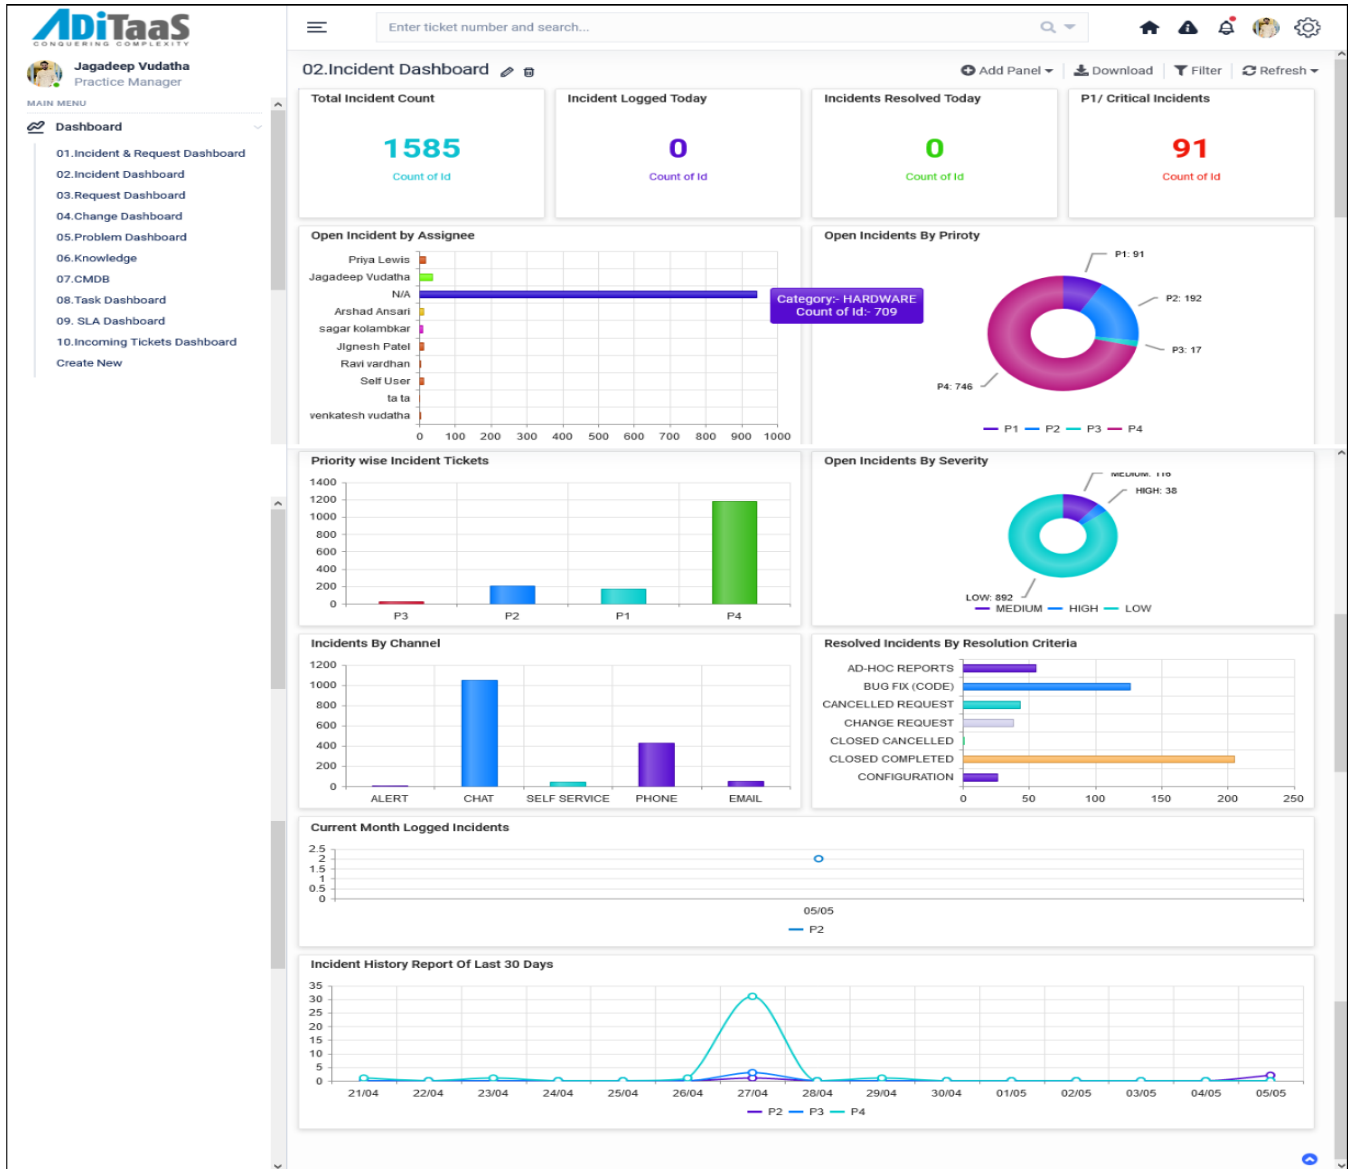 ADiTaaS
CONQUERING COMPLEXITY
Enter ticket number and search...
Jagadeep Vudatha
Practice Manager
MAIN MENU
Dashboard
01.Incident & Request Dashboard
02.Incident Dashboard
03.Request Dashboard
04.Change Dashboard
05.Problem Dashboard
06.Knowledge
07.CMDB
08.Task Dashboard
09. SLA Dashboard
10.Incoming Tickets Dashboard
Create New
02.Incident Dashboard
Add Panel
Download
Filter
Refresh
Total Incident Count
1585
Count of Id
Incident Logged Today
0
Count of Id
Incidents Resolved Today
0
Count of Id
P1/ Critical Incidents
91
Count of Id
Open Incident by Assignee
Priya Lewis
Jagadeep Vudatha
N/A
Arshad Ansari
sagar kolambkar
JIgnesh Patel
Ravi vardhan
Self User
ta ta
venkatesh vudatha
0 100 200 300 400 500 600 700 800 900 1000
Category:- HARDWARE
Count of Id:- 709
Open Incidents By Priroty
P1: 91
P2: 192
P3: 17
P4: 746
P1 P2 P3 P4
Priority wise Incident Tickets
1400
1200
1000
800
600
400
200
0
P3 P2 P1 P4
Open Incidents By Severity
MEDIUM: 116
HIGH: 38
LOW: 892
MEDIUM HIGH LOW
Incidents By Channel
1200
1000
800
600
400
200
0
ALERT CHAT SELF SERVICE PHONE EMAIL
Resolved Incidents By Resolution Criteria
AD-HOC REPORTS
BUG FIX (CODE)
CANCELLED REQUEST
CHANGE REQUEST
CLOSED CANCELLED
CLOSED COMPLETED
CONFIGURATION
0 50 100 150 200 250
Current Month Logged Incidents
2.5
2
1.5
1
0.5
0
05/05
P2
Incident History Report Of Last 30 Days
35
30
25
20
15
10
5
0
21/04 22/04 23/04 24/04 25/04 26/04 27/04 28/04 29/04 30/04 01/05 02/05 03/05 04/05 05/05
P2 P3 P4